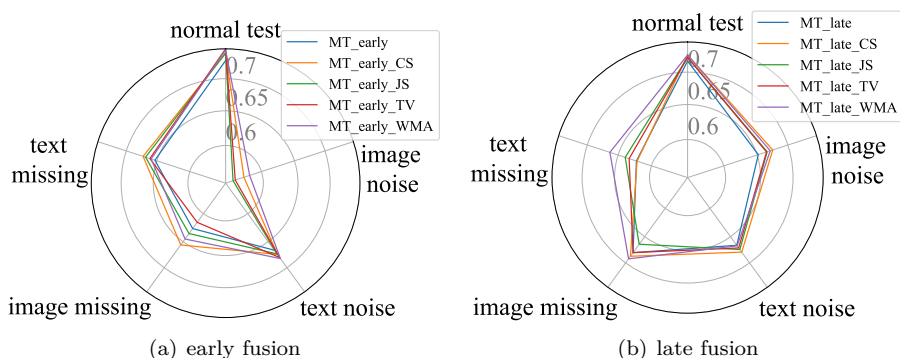 normal test
MT_early
MT_early_CS
MT_early_JS
MT_early_TV
MT_early_WMA
0.7
0.65
0.6
text
missing
image
noise
image missing
text noise
(a) early fusion
normal test
MT_late
MT_late_CS
MT_late_JS
MT_late_TV
MT_late_WMA
0.7
0.65
0.6
text
missing
image
noise
image missing
text noise
(b) late fusion